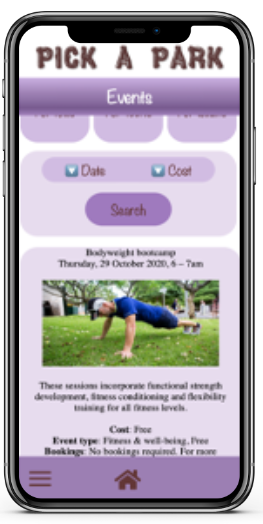 PICK A PARK
Events
Date
Cost
Search
Bodyweight bootcamp
Thursday, 29 October 2020, 6 – 7am
These sessions incorporate functional strength
development, fitness conditioning and flexibility
training for all fitness levels.
Cost: Free
Event type: Fitness & well-being, Free
Bookings: No bookings required. For more